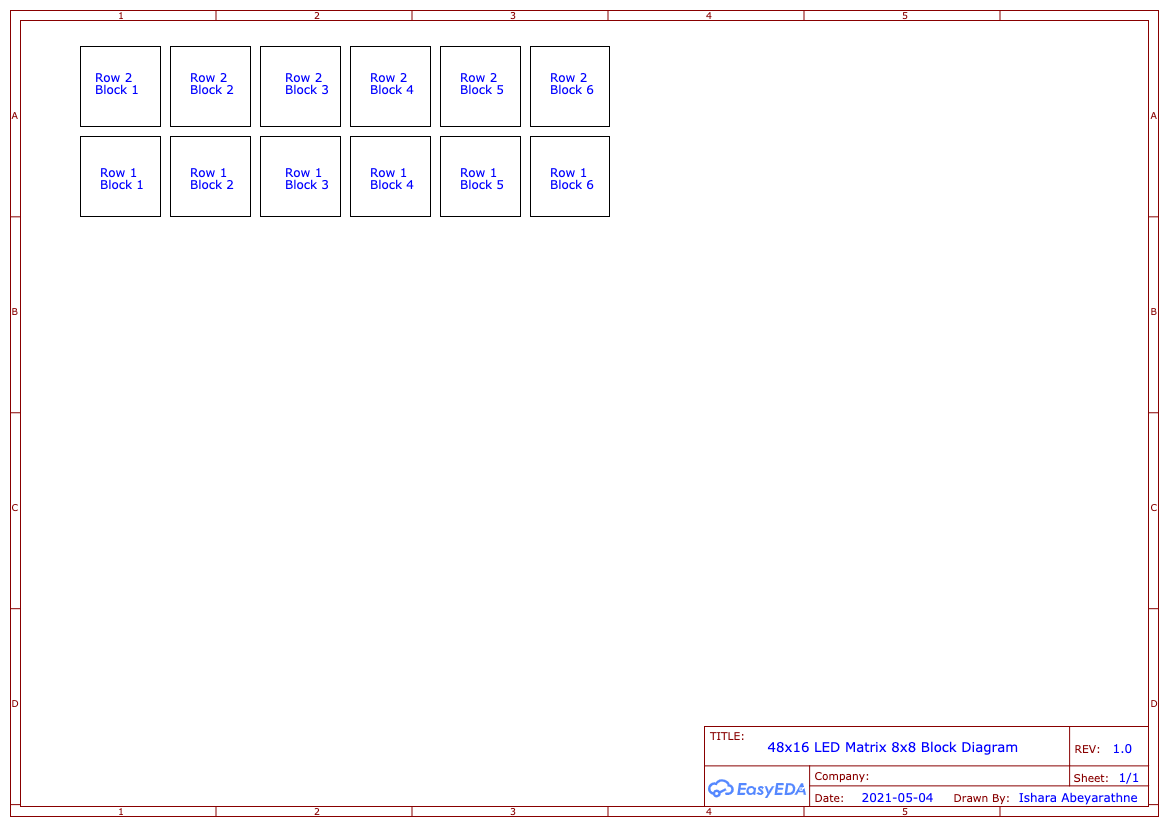 1 2 3 4 5
A A
Row 2 Row 2 Row 2 Row 2 Row 2 Row 2
Block 1 Block 2 Block 3 Block 4 Block 5 Block 6
Row 1 Row 1 Row 1 Row 1 Row 1 Row 1
Block 1 Block 2 Block 3 Block 4 Block 5 Block 6
B B
C C
D D
TITLE:
48x16 LED Matrix 8x8 Block Diagram
REV: 1.0
EasyEDA
Company:
Sheet: 1/1
Date: 2021-05-04 Drawn By: Ishara Abeyarathne
1 2 3 4 5